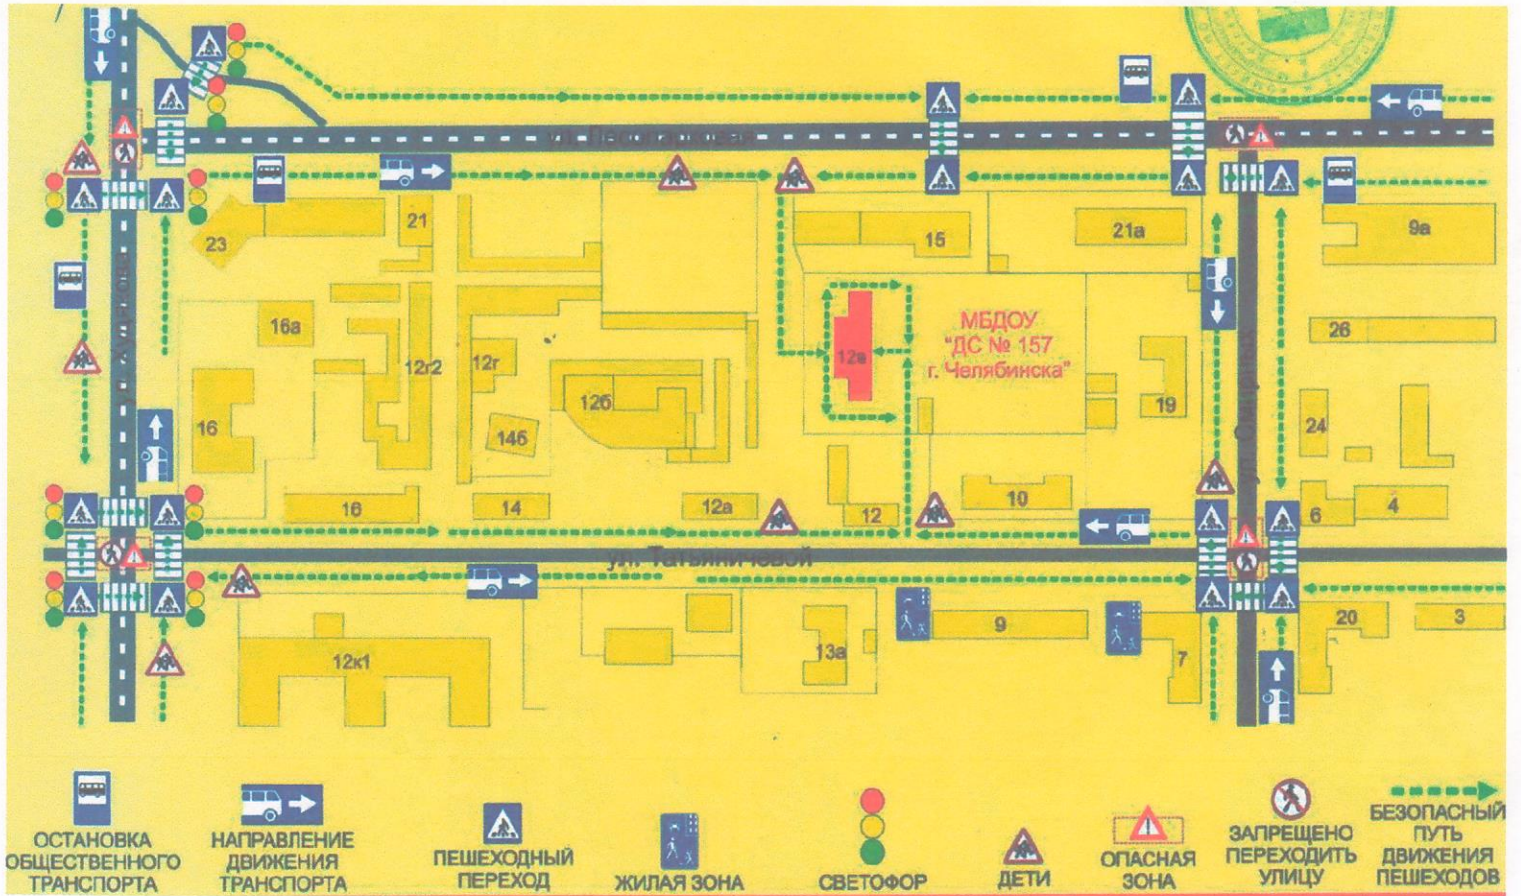 ул. Лесопарковая
21
23
15
21а
9а
16а
12г2
12г
12в
МБДОУ
"ДС № 157
г. Челябинска"
26
16
12б
14б
19
24
16
14
12а
12
10
6
4
ул. Татьяничевой
12к1
13а
9
7
20
3
ОСТАНОВКА
ОБЩЕСТВЕННОГО
ТРАНСПОРТА
НАПРАВЛЕНИЕ
ДВИЖЕНИЯ
ТРАНСПОРТА
ПЕШЕХОДНЫЙ
ПЕРЕХОД
ЖИЛАЯ ЗОНА
СВЕТОФОР
ДЕТИ
ОПАСНАЯ
ЗОНА
ЗАПРЕЩЕНО
ПЕРЕХОДИТЬ
УЛИЦУ
БЕЗОПАСНЫЙ
ПУТЬ
ДВИЖЕНИЯ
ПЕШЕХОДОВ